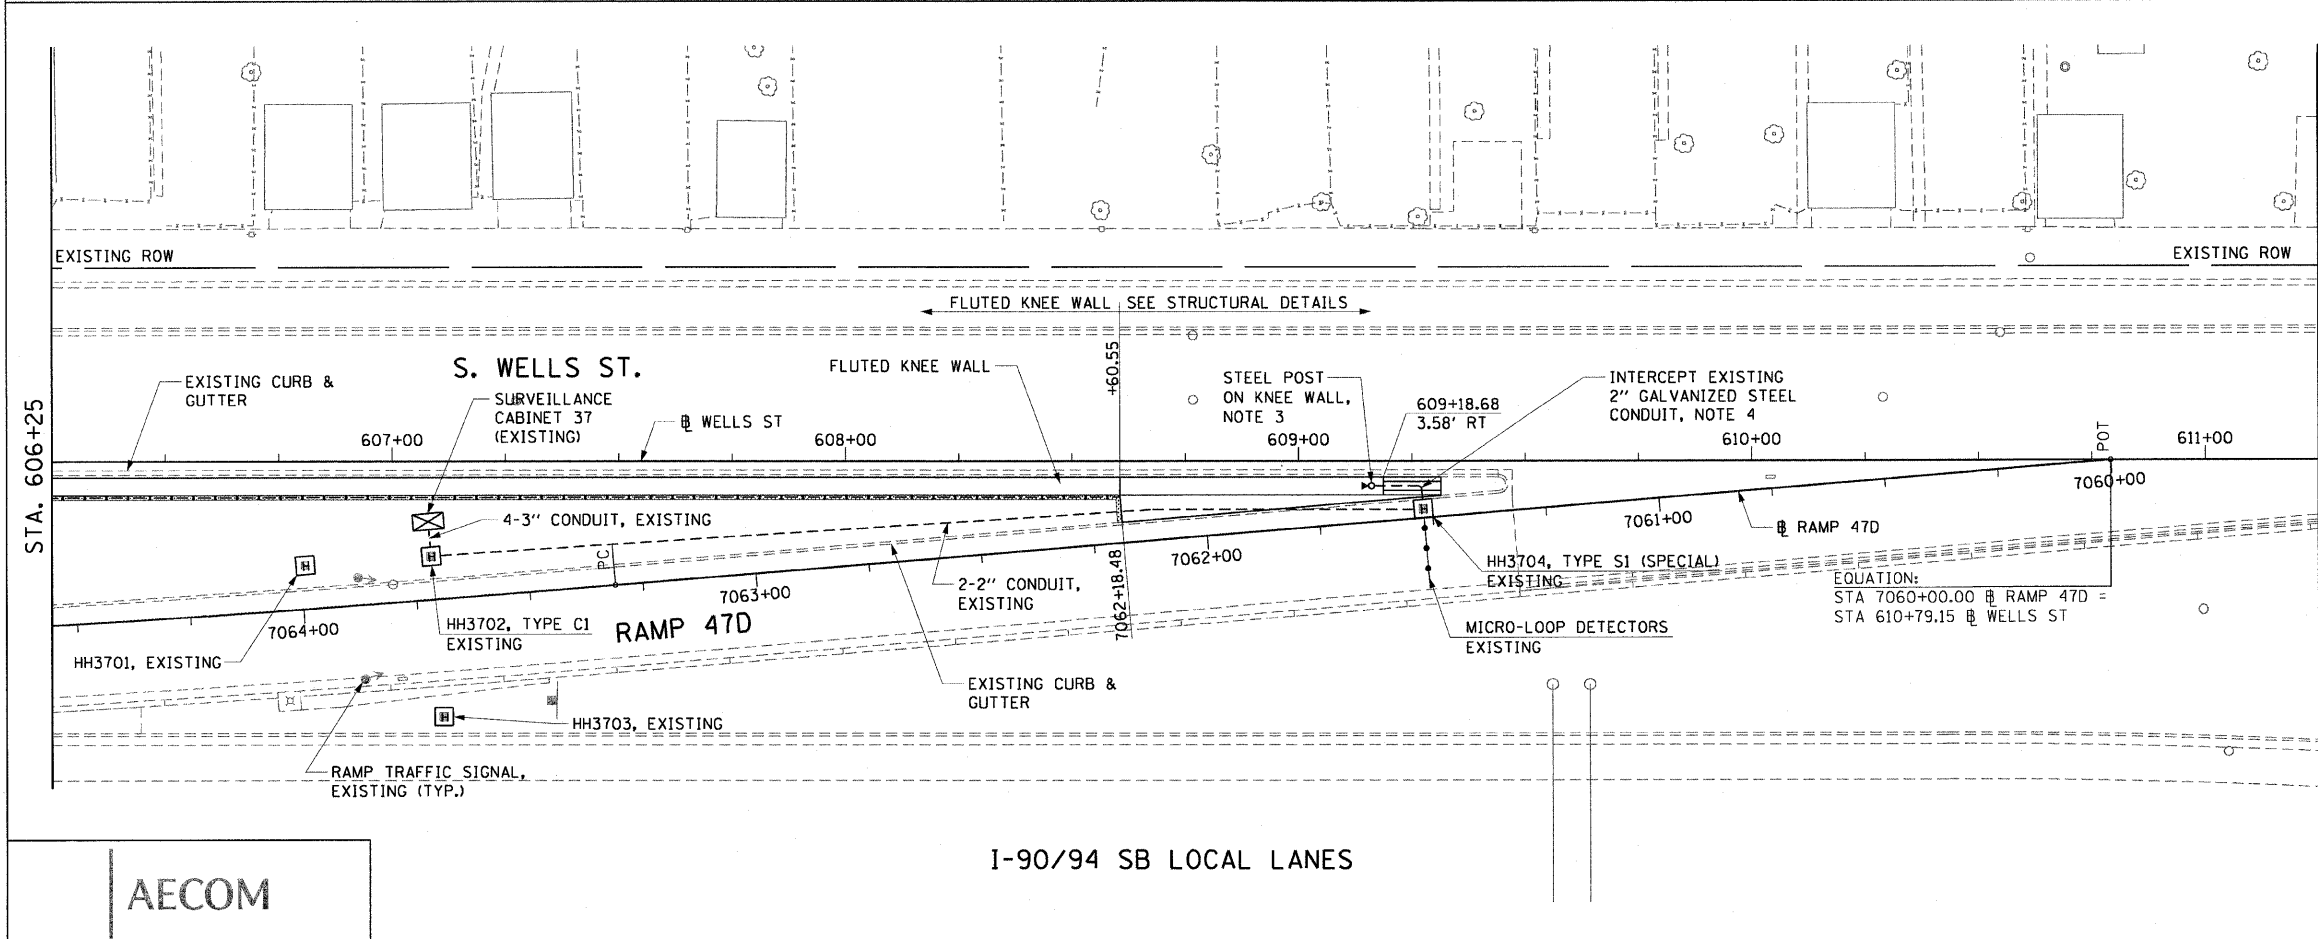 EXISTING ROW
EXISTING ROW
FLUTED KNEE WALL SEE STRUCTURAL DETAILS
S. WELLS ST.
EXISTING CURB &
GUTTER
SURVEILLANCE
CABINET 37
(EXISTING)
FLUTED KNEE WALL
+60.55
STEEL POST
ON KNEE WALL,
NOTE 3
609+18.68
3.58' RT
INTERCEPT EXISTING
2" GALVANIZED STEEL
CONDUIT, NOTE 4
STA. 606+25
607+00
℄ WELLS ST
608+00
609+00
610+00
POT
611+00
7060+00
4-3" CONDUIT, EXISTING
PC
7061+00
℄ RAMP 47D
7062+00
7062+18.48
HH3704, TYPE S1 (SPECIAL)
EXISTING
2-2" CONDUIT,
EXISTING
7063+00
EQUATION:
STA 7060+00.00 ℄ RAMP 47D =
STA 610+79.15 ℄ WELLS ST
7064+00
HH3702, TYPE C1
EXISTING
RAMP 47D
MICRO-LOOP DETECTORS
EXISTING
HH3701, EXISTING
EXISTING CURB &
GUTTER
HH3703, EXISTING
RAMP TRAFFIC SIGNAL,
EXISTING (TYP.)
I-90/94 SB LOCAL LANES
AECOM
H
H
H
H